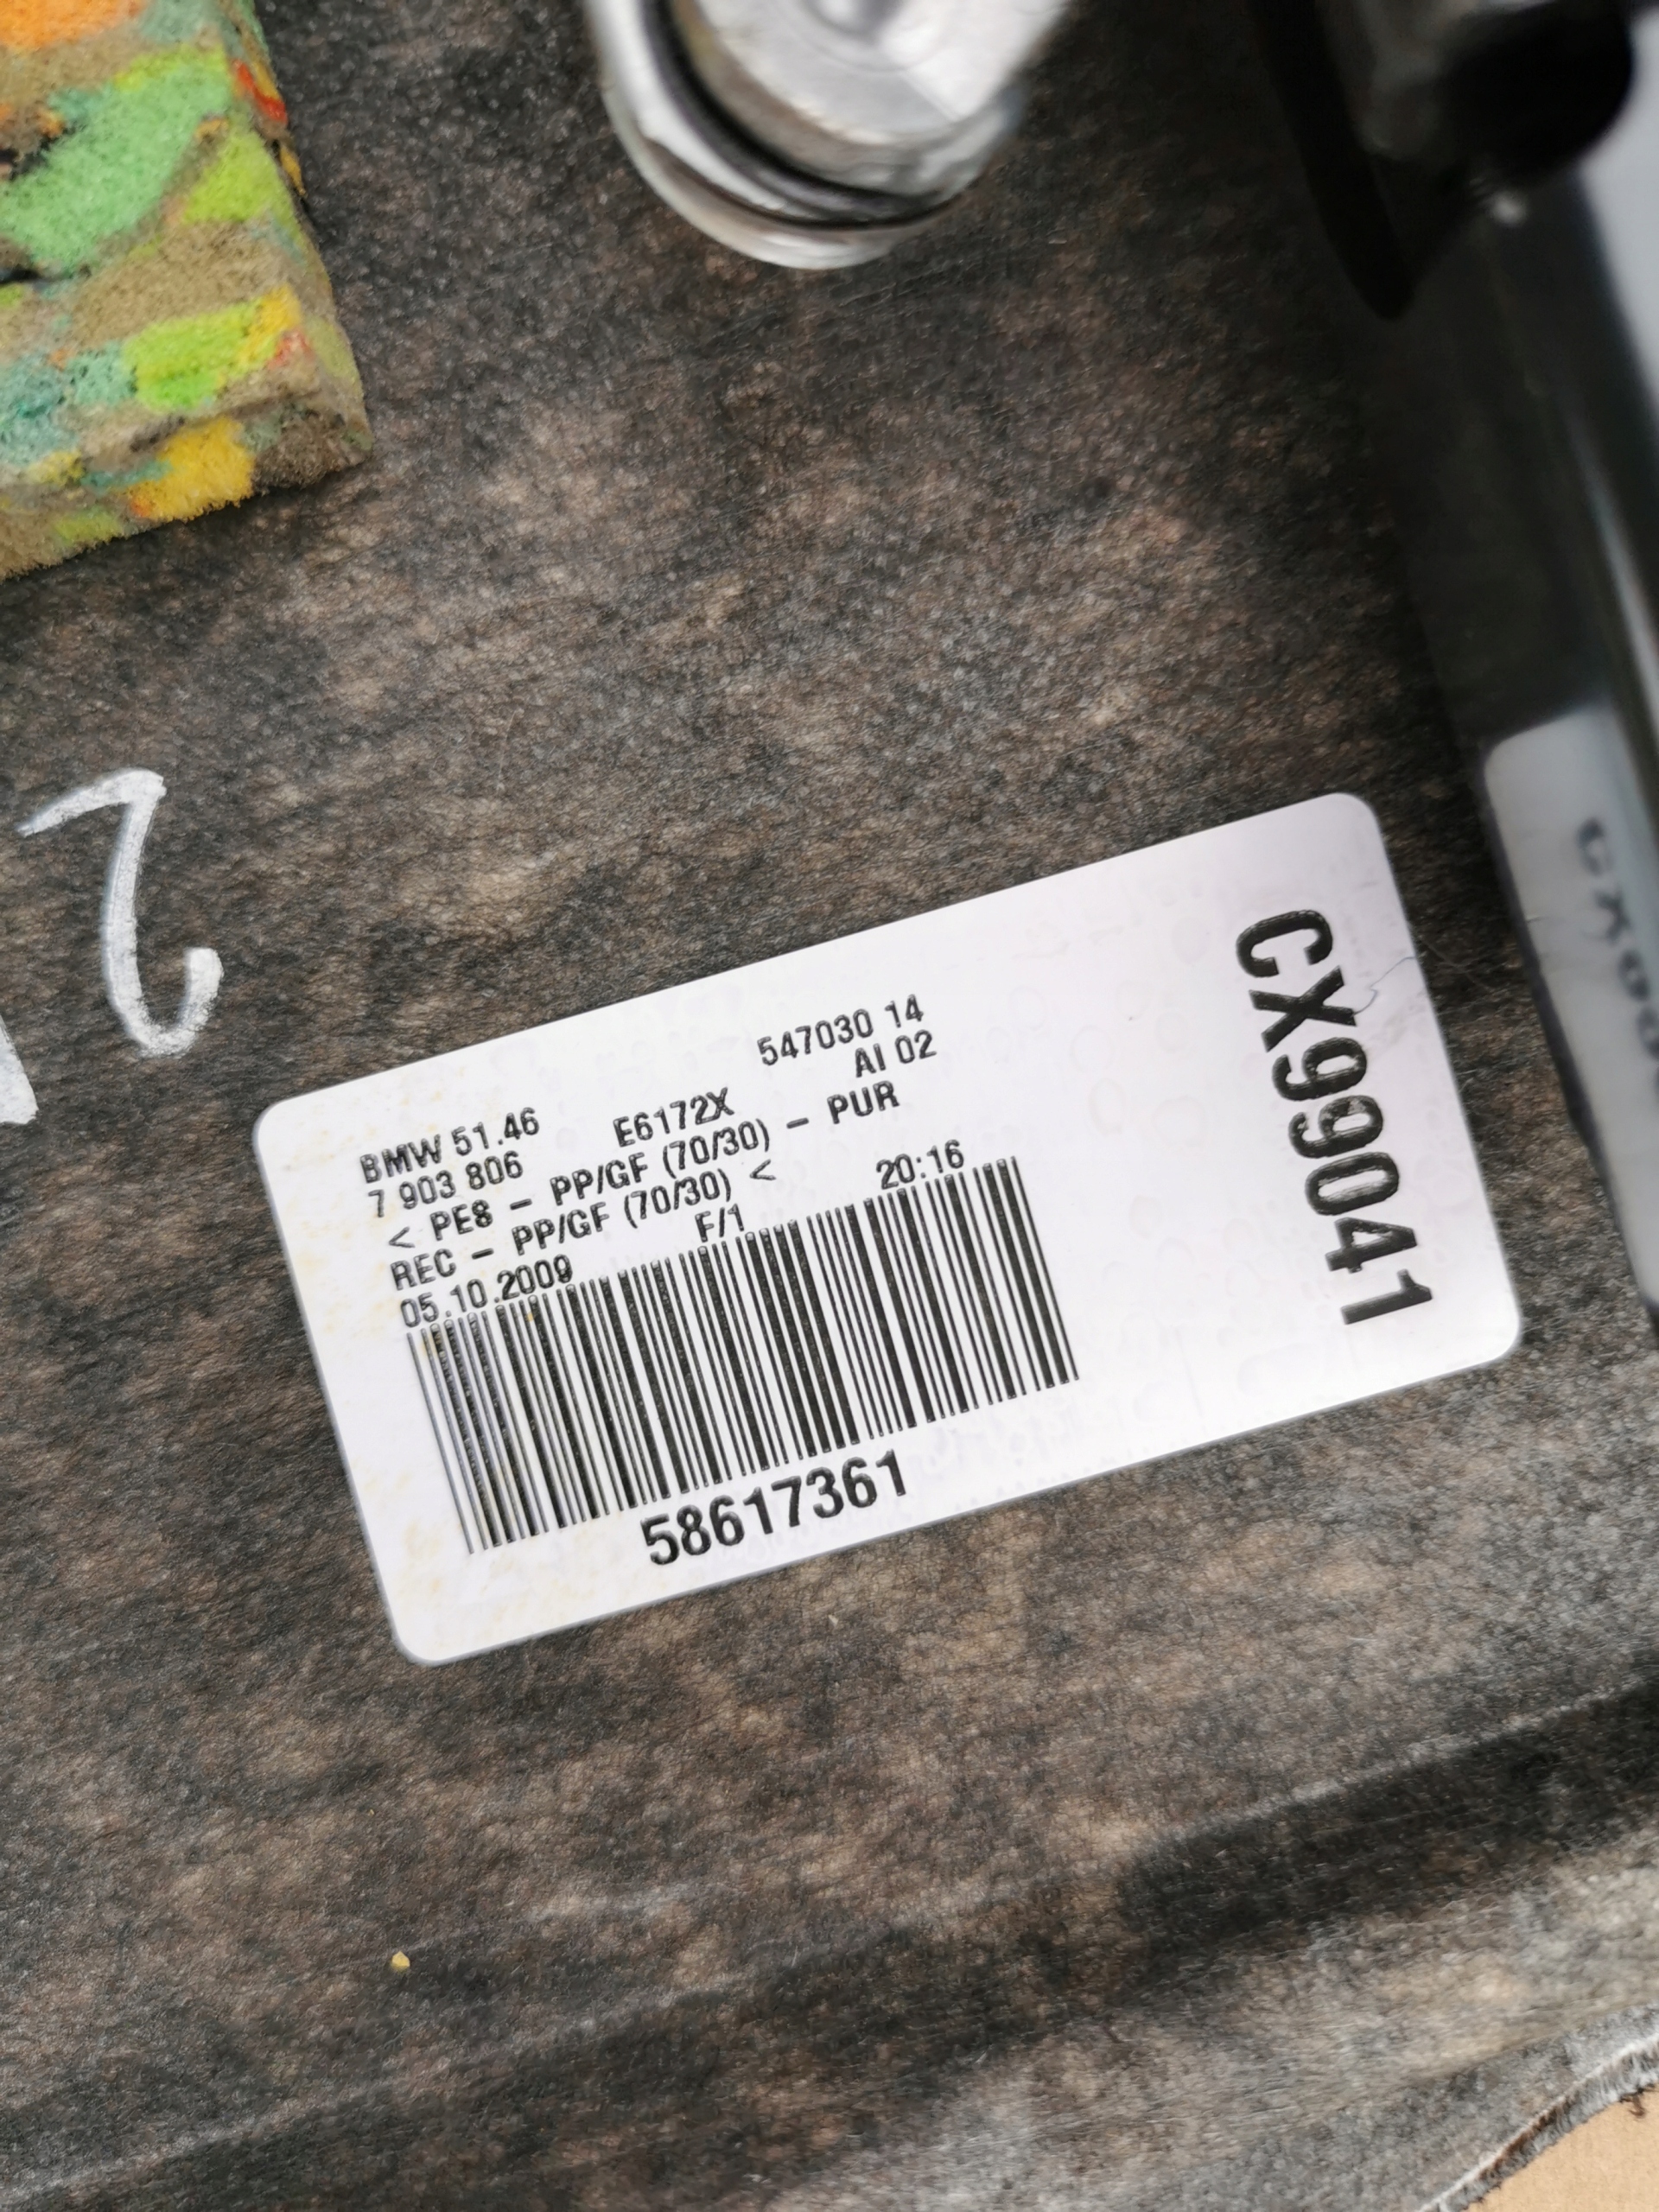 BMW 51.46 547030 14
7 903 806 E6172X AI 02
< PE8 – PP/GF (70/30) – PUR
REC – PP/GF (70/30) <
05.10.2009 F/1 20:16
58617361
CX99041
2